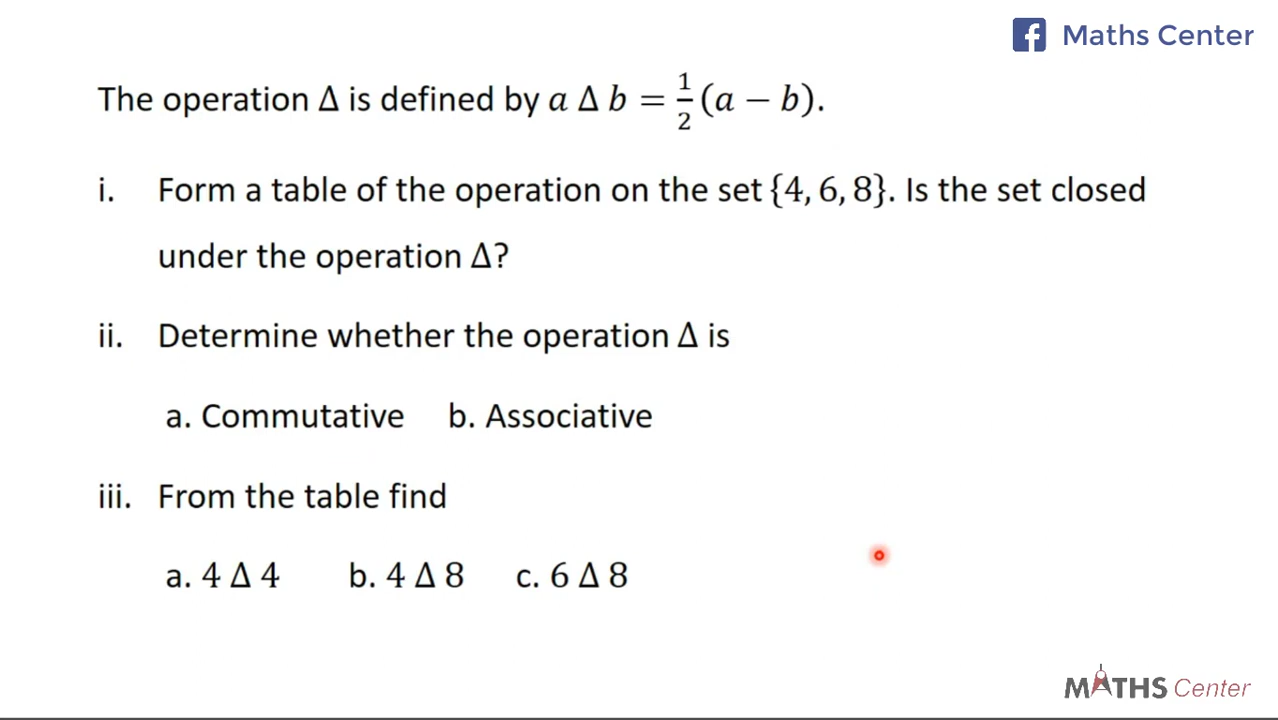 Maths Center
The operation Δ is defined by a Δ b = 1/2 (a − b).
i. Form a table of the operation on the set {4, 6, 8}. Is the set closed
under the operation Δ?
ii. Determine whether the operation Δ is
a. Commutative b. Associative
iii. From the table find
a. 4 Δ 4 b. 4 Δ 8 c. 6 Δ 8
MATHS Center